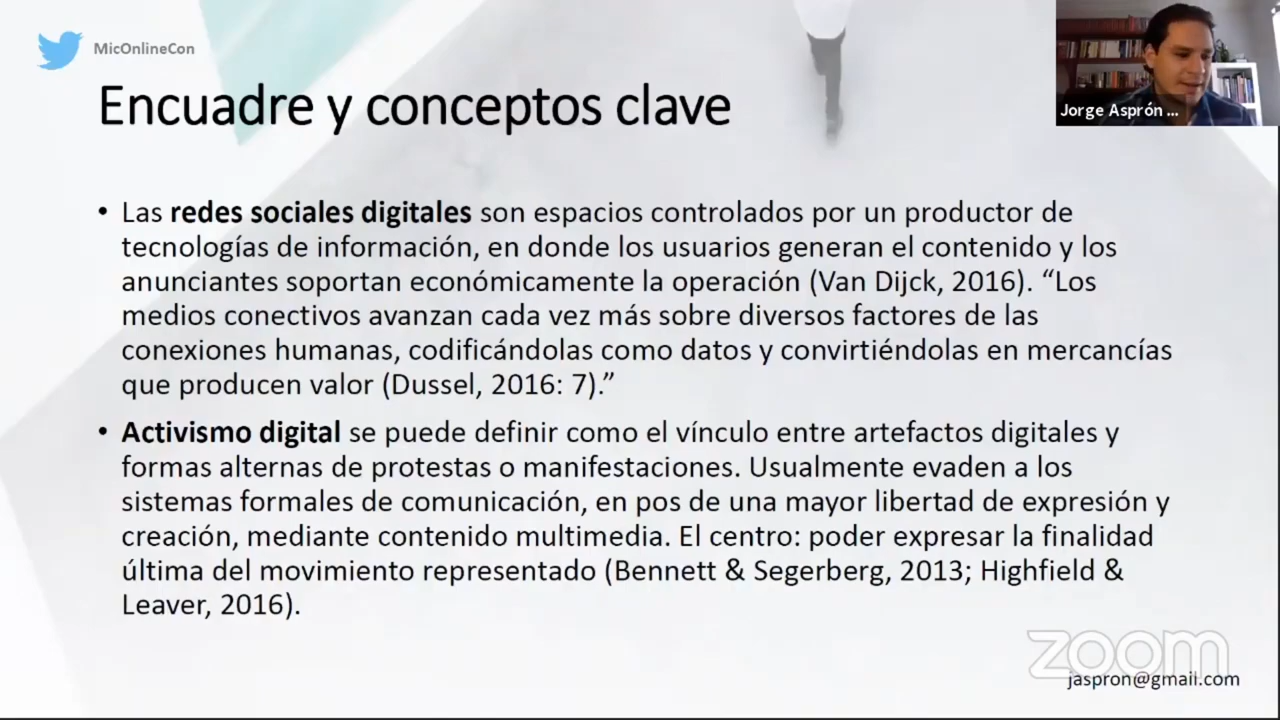 MicOnlineCon
Encuadre y conceptos clave
Jorge Asprón ...
• Las redes sociales digitales son espacios controlados por un productor de
tecnologías de información, en donde los usuarios generan el contenido y los
anunciantes soportan económicamente la operación (Van Dijck, 2016). “Los
medios conectivos avanzan cada vez más sobre diversos factores de las
conexiones humanas, codificándolas como datos y convirtiéndolas en mercancías
que producen valor (Dussel, 2016: 7).”
• Activismo digital se puede definir como el vínculo entre artefactos digitales y
formas alternas de protestas o manifestaciones. Usualmente evaden a los
sistemas formales de comunicación, en pos de una mayor libertad de expresión y
creación, mediante contenido multimedia. El centro: poder expresar la finalidad
última del movimiento representado (Bennett & Segerberg, 2013; Highfield &
Leaver, 2016).
zoom
jaspron@gmail.com